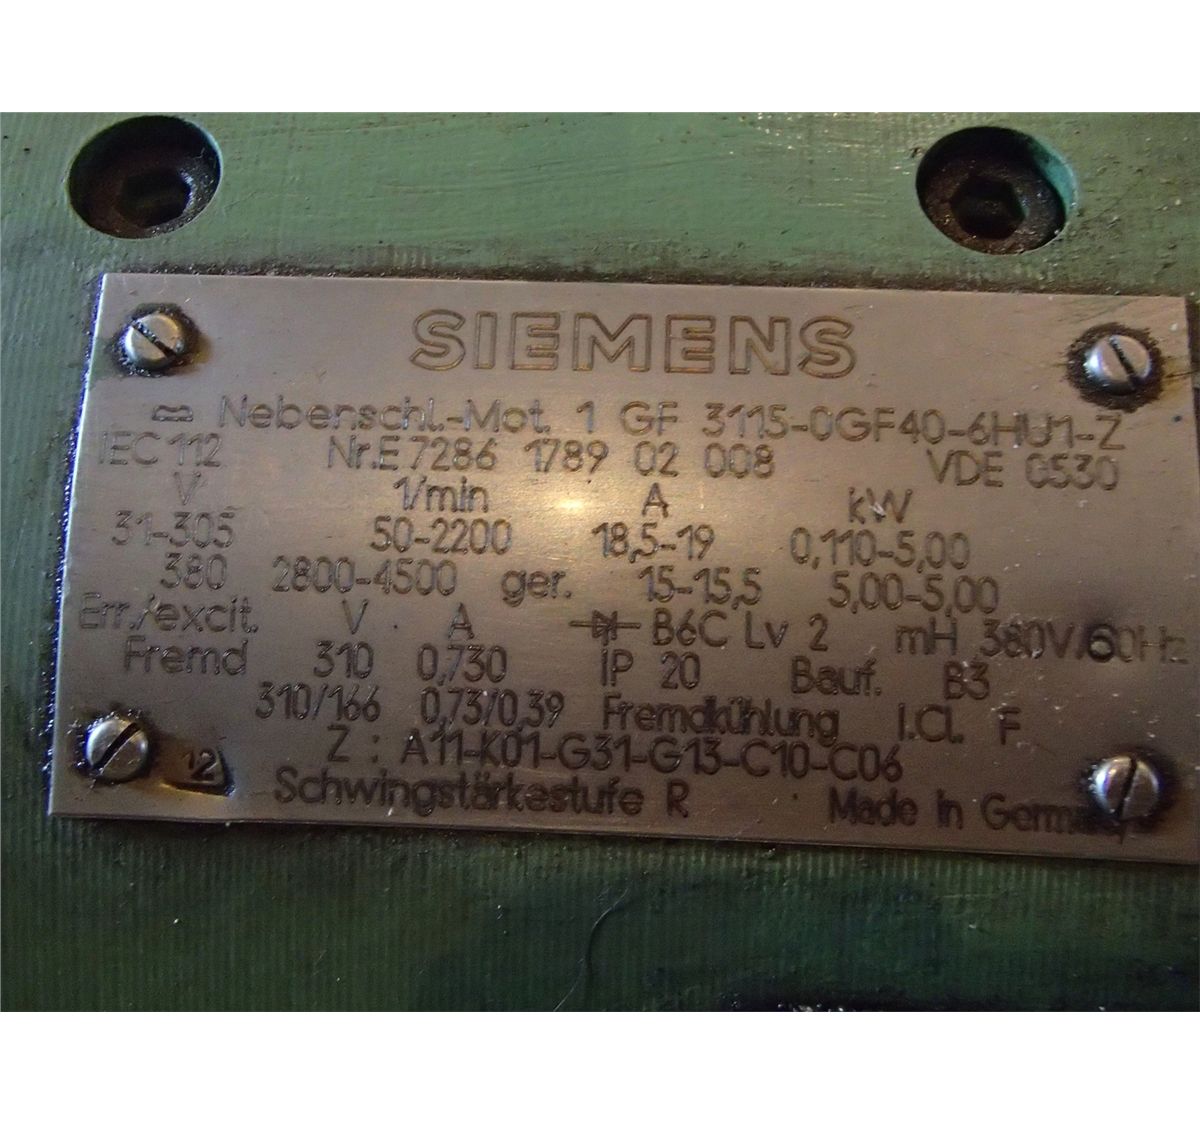 SIEMENS
Nebenschl.-Mot. 1 GF 3115-0GF40-6HU1-Z
IEC 112 Nr.E 7286 1789 02 008 VDE 0530
V 1/min A kW
31-305 50-2200 18,5-19 0,110-5,00
380 2800-4500 ger. 15-15,5 5,00-5,00
Err./excit. V A B6C Lv 2 mH 380V/60Hz
Fremd 310 0,730 IP 20 Bauf. B3
310/166 0,73/0,39 Fremdkühlung I.Cl. F
Z : A11-K01-G31-G13-C10-C06
12
Schwingstärkestufe R Made in Germany